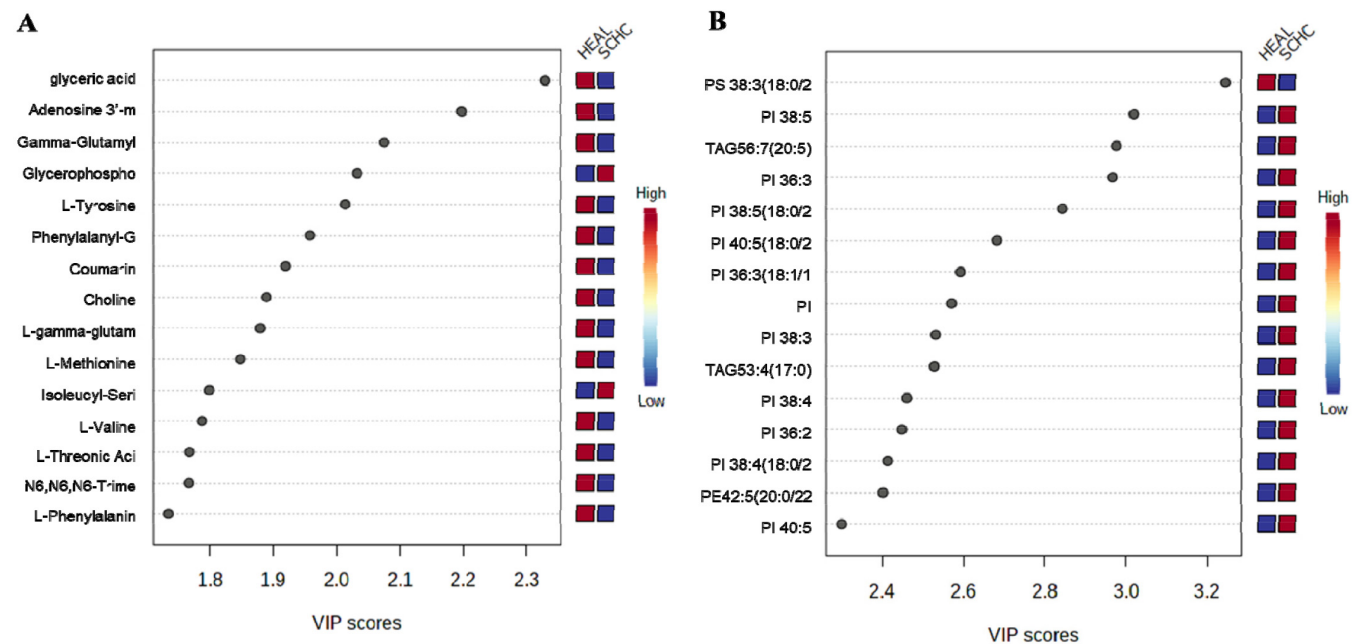 A
HEAL
SCHC
glyceric acid
Adenosine 3'-m
Gamma-Glutamyl
Glycerophospho
L-Tyrosine
Phenylalanyl-G
Coumarin
Choline
L-gamma-glutam
L-Methionine
Isoleucyl-Seri
L-Valine
L-Threonic Aci
N6,N6,N6-Trime
L-Phenylalanin
1.8 1.9 2.0 2.1 2.2 2.3
VIP scores
High
Low
B
HEAL
SCHC
PS 38:3(18:0/2
PI 38:5
TAG56:7(20:5)
PI 36:3
PI 38:5(18:0/2
PI 40:5(18:0/2
PI 36:3(18:1/1
PI
PI 38:3
TAG53:4(17:0)
PI 38:4
PI 36:2
PI 38:4(18:0/2
PE42:5(20:0/22
PI 40:5
2.4 2.6 2.8 3.0 3.2
VIP scores
High
Low